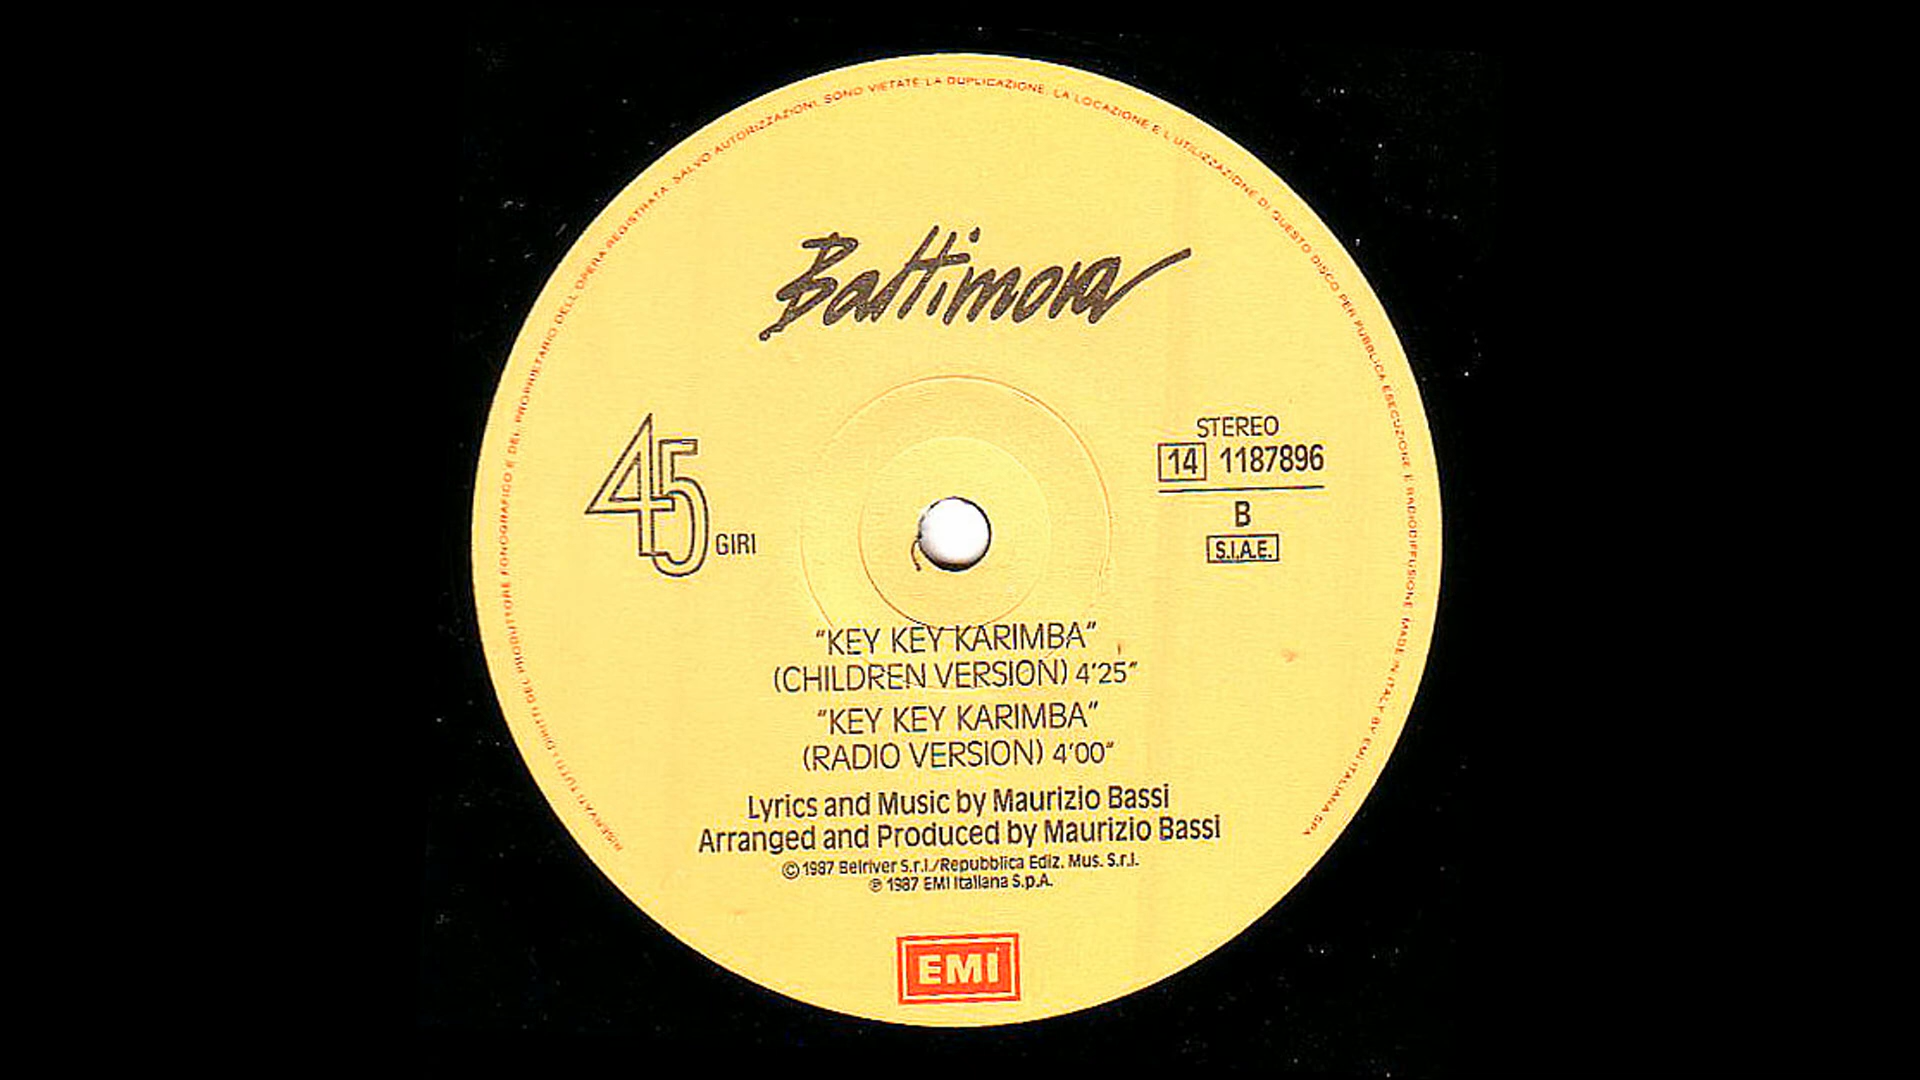 RISERVATI TUTTI I DIRITTI DEL PRODUTTORE FONOGRAFICO E DEL PROPRIETARIO DELL'OPERA REGISTRATA. SALVO AUTORIZZAZIONI, SONO VIETATE LA DUPLICAZIONE, LA LOCAZIONE E L'UTILIZZAZIONE DI QUESTO DISCO PER PUBBLICA ESECUZIONE E RADIODIFFUSIONE. MADE IN ITALY BY EMI ITALIANA SPA
Baltimora
45 GIRI
STEREO
14 1187896
B
S.I.A.E.
"KEY KEY KARIMBA"
(CHILDREN VERSION) 4'25"
"KEY KEY KARIMBA"
(RADIO VERSION) 4'00"
Lyrics and Music by Maurizio Bassi
Arranged and Produced by Maurizio Bassi
© 1987 Belriver S.r.l./Repubblica Ediz. Mus. S.r.l.
℗ 1987 EMI Italiana S.p.A.
EMI